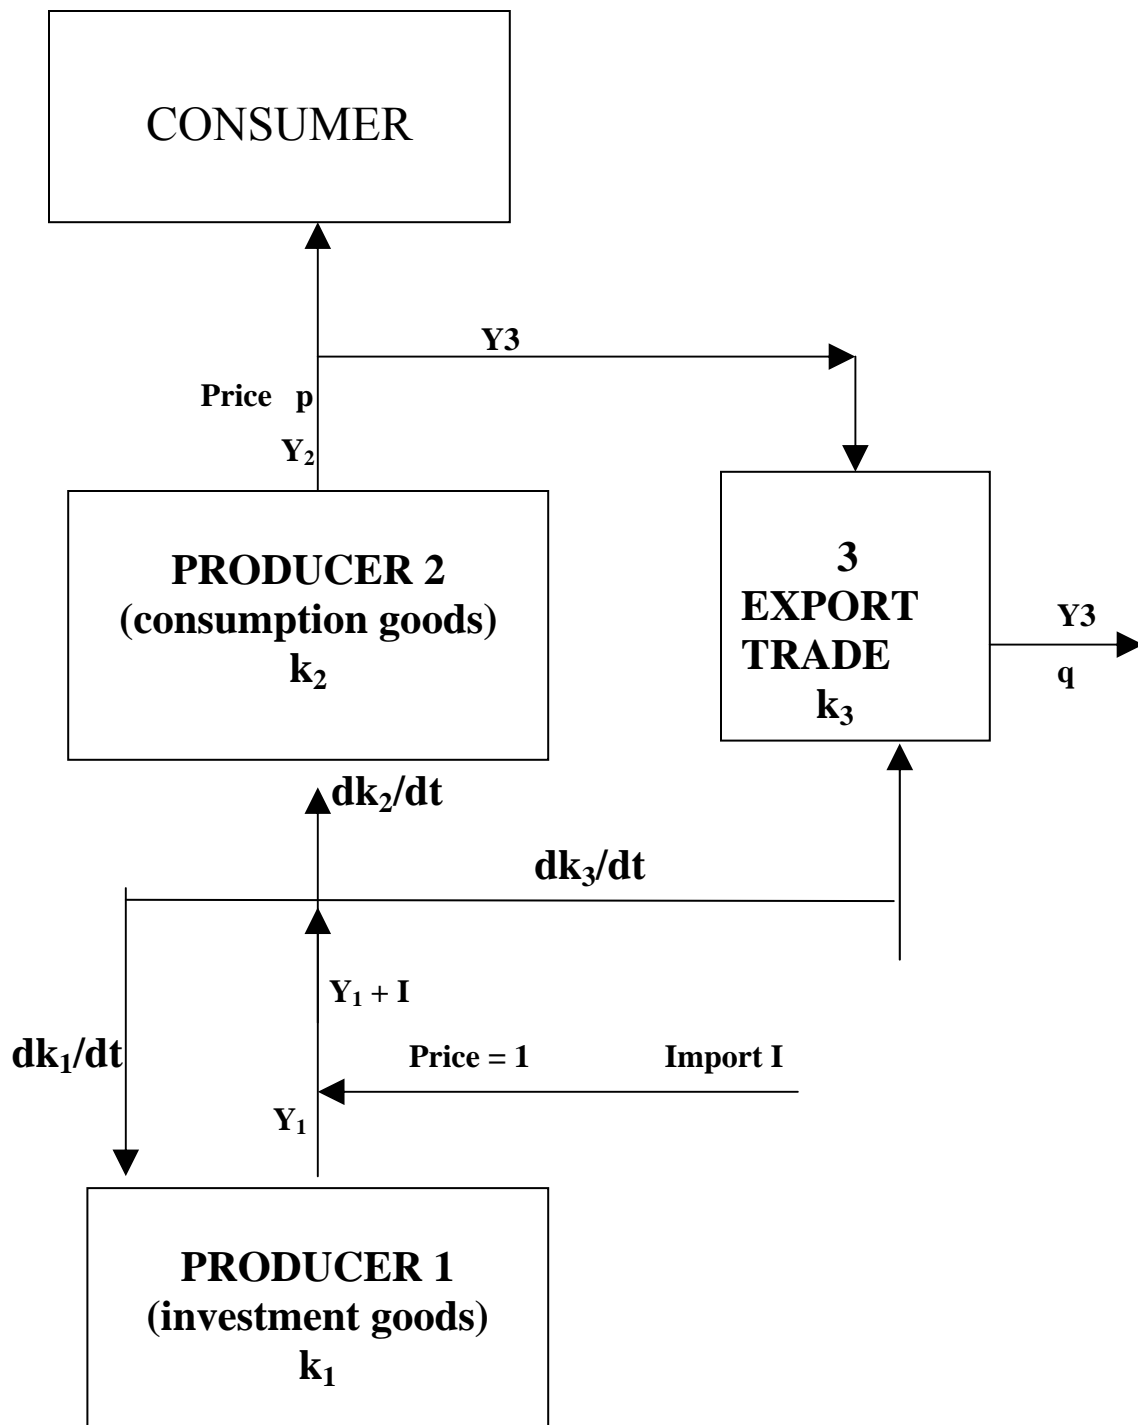 CONSUMER
Y3
Price p
Y₂
PRODUCER 2
(consumption goods)
k₂
3
EXPORT
TRADE
k₃
Y3
q
dk₂/dt
dk₃/dt
Y₁ + I
dk₁/dt
Price = 1 Import I
Y₁
PRODUCER 1
(investment goods)
k₁